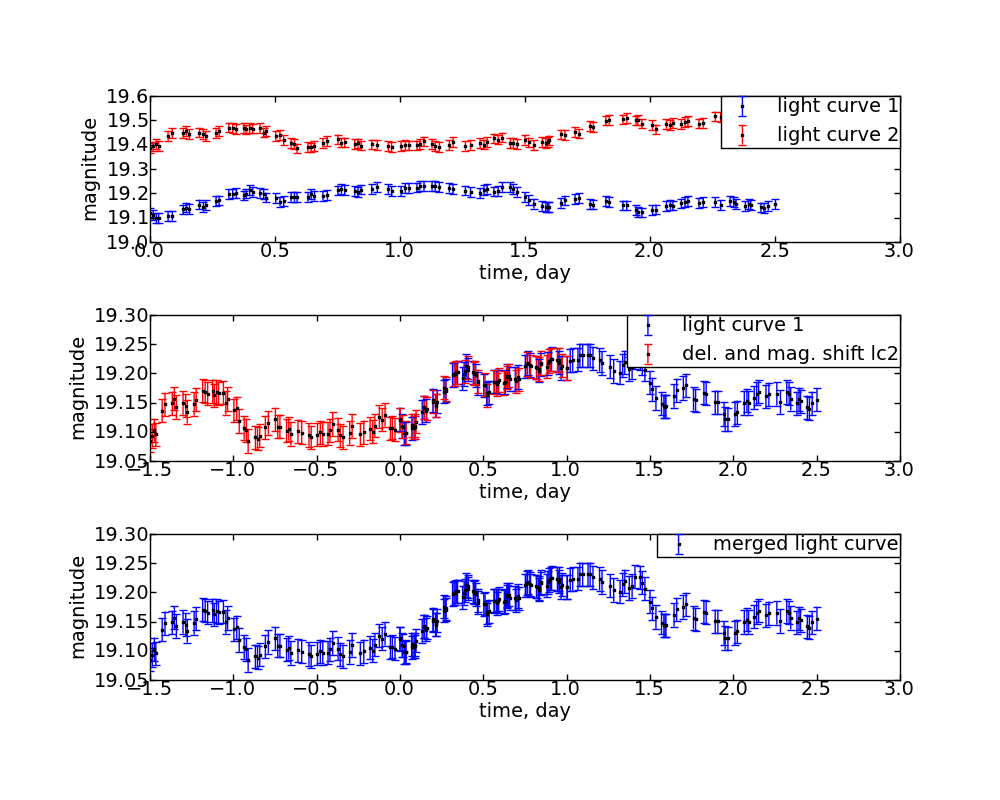 19.6
19.5
19.4
19.3
19.2
19.1
19.0
magnitude
light curve 1
light curve 2
0.0 0.5 1.0 1.5 2.0 2.5 3.0
time, day
19.30
19.25
19.20
19.15
19.10
19.05
magnitude
light curve 1
del. and mag. shift lc2
−1.5 −1.0 −0.5 0.0 0.5 1.0 1.5 2.0 2.5 3.0
time, day
19.30
19.25
19.20
19.15
19.10
19.05
magnitude
merged light curve
−1.5 −1.0 −0.5 0.0 0.5 1.0 1.5 2.0 2.5 3.0
time, day